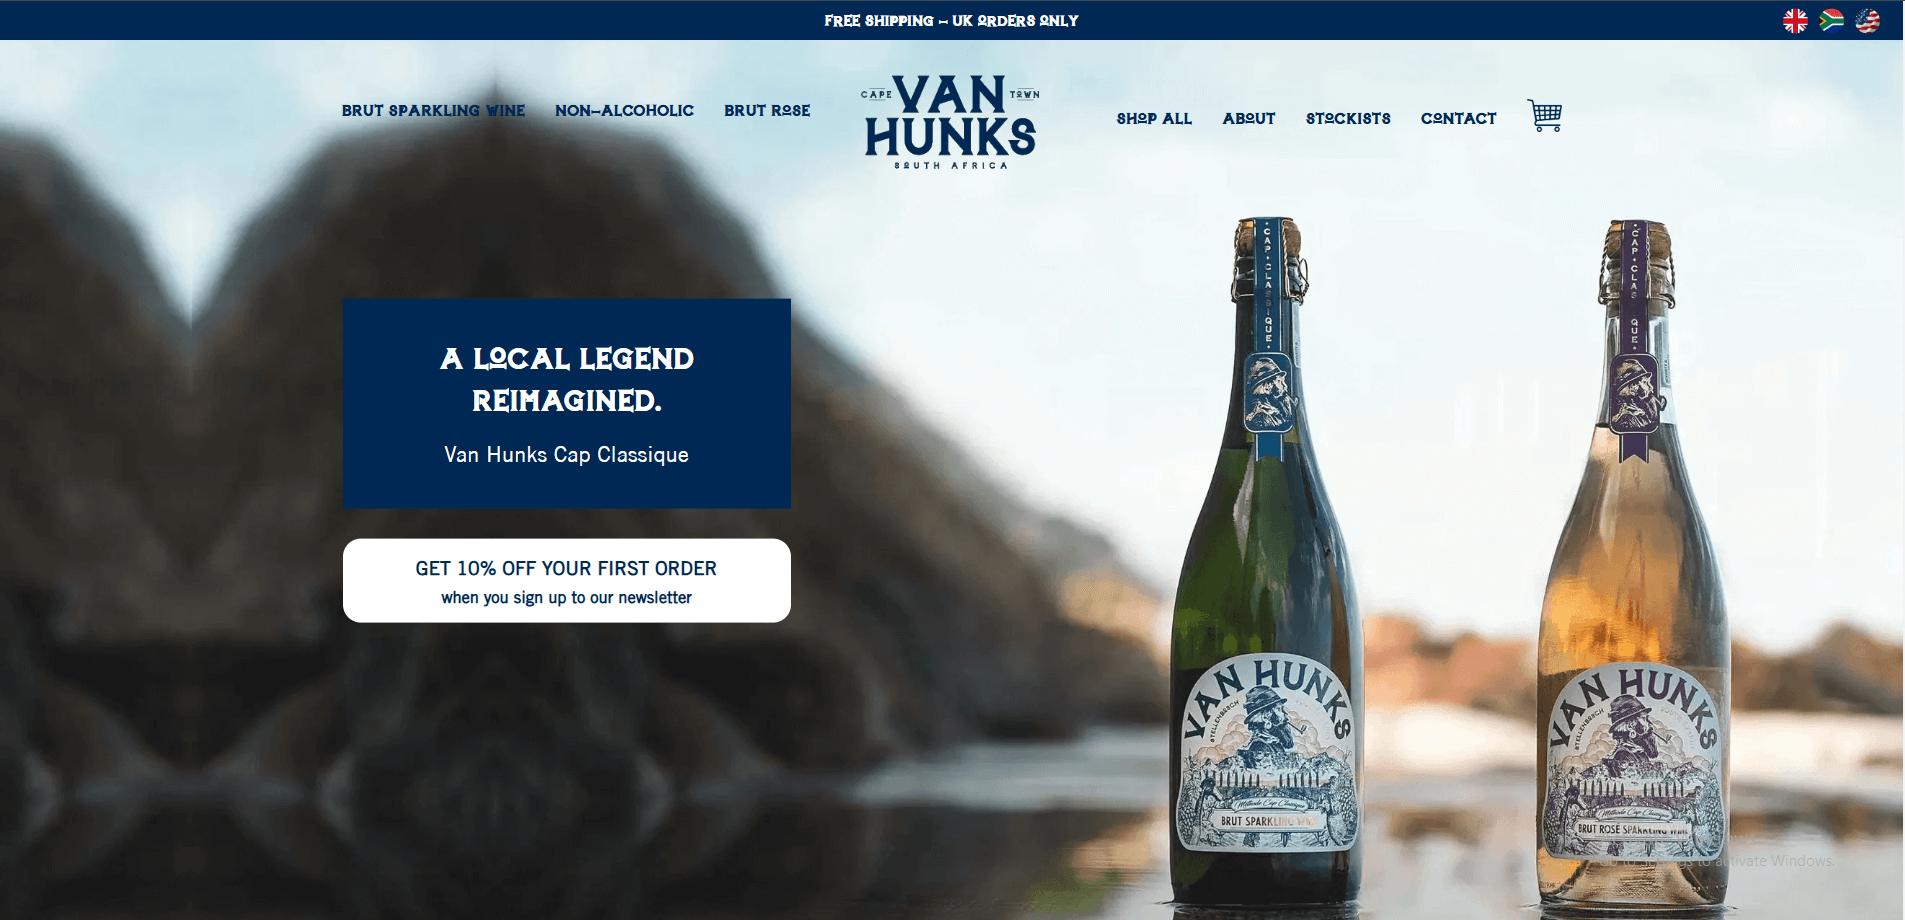 FREE SHIPPING – UK ORDERS ONLY
BRUT SPARKLING WINE
NON-ALCOHOLIC
BRUT ROSE
CAPE TOWN
VAN
HUNKS
SOUTH AFRICA
SHOP ALL
ABOUT
STOCKISTS
CONTACT
A LOCAL LEGEND
REIMAGINED.
Van Hunks Cap Classique
GET 10% OFF YOUR FIRST ORDER
when you sign up to our newsletter
• CAP • CLASSIQUE •
VAN HUNKS
STELLENBOSCH
Méthode Cap Classique
BRUT SPARKLING WINE
• CAP • CLAS QUE •
VAN HUNKS
STELLENBOSCH
Méthode Cap Classique
BRUT ROSÉ SPARKLING WINE
to activate Windows.